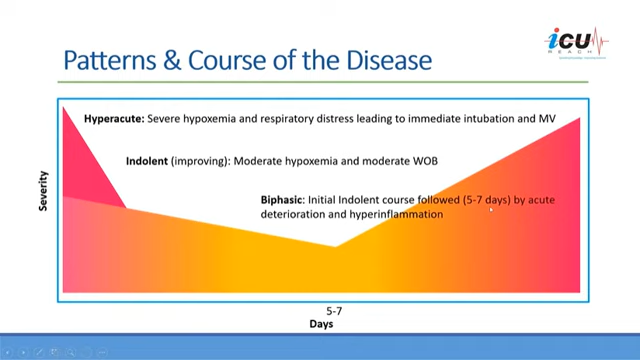 icu
REACH
Patterns & Course of the Disease
Hyperacute: Severe hypoxemia and respiratory distress leading to immediate intubation and MV
Indolent (improving): Moderate hypoxemia and moderate WOB
Biphasic: Initial Indolent course followed (5-7 days) by acute
deterioration and hyperinflammation
Severity
5-7
Days